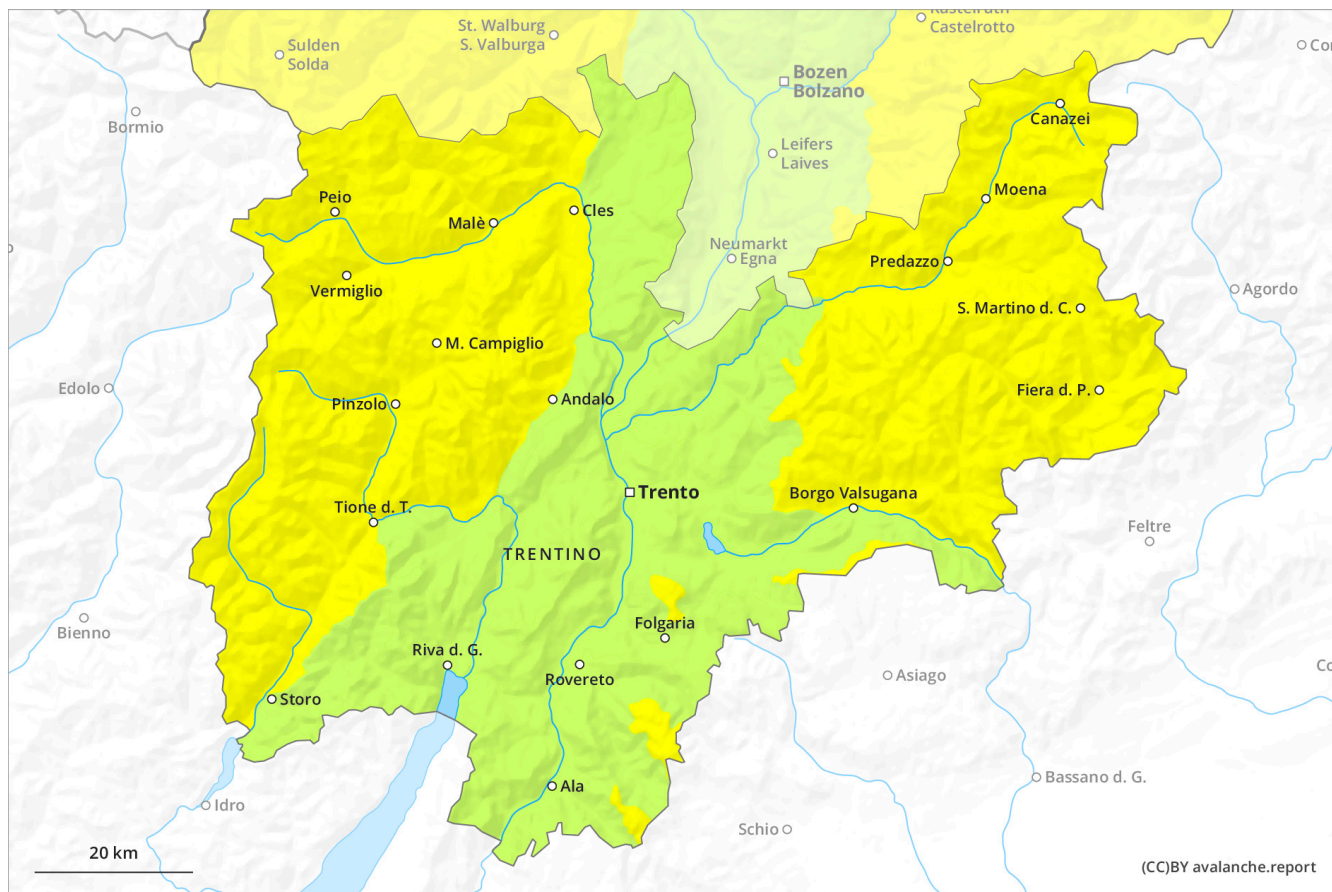 Kastelruth
Castelrotto
St. Walburg
S. Valburga
Sulden
Solda
Bozen
Bolzano
Bormio
Canazei
Leifers
Laives
Peio
Moena
Malè
Cles
Neumarkt
Egna
Predazzo
Vermiglio
Agordo
S. Martino d. C.
M. Campiglio
Edolo
Pinzolo
Andalo
Fiera d. P.
Trento
Borgo Valsugana
Tione d. T.
Feltre
TRENTINO
Bienno
Folgaria
Riva d. G.
Rovereto
Asiago
Storo
Bassano d. G.
Ala
Idro
Schio
20 km
(CC)BY avalanche.report